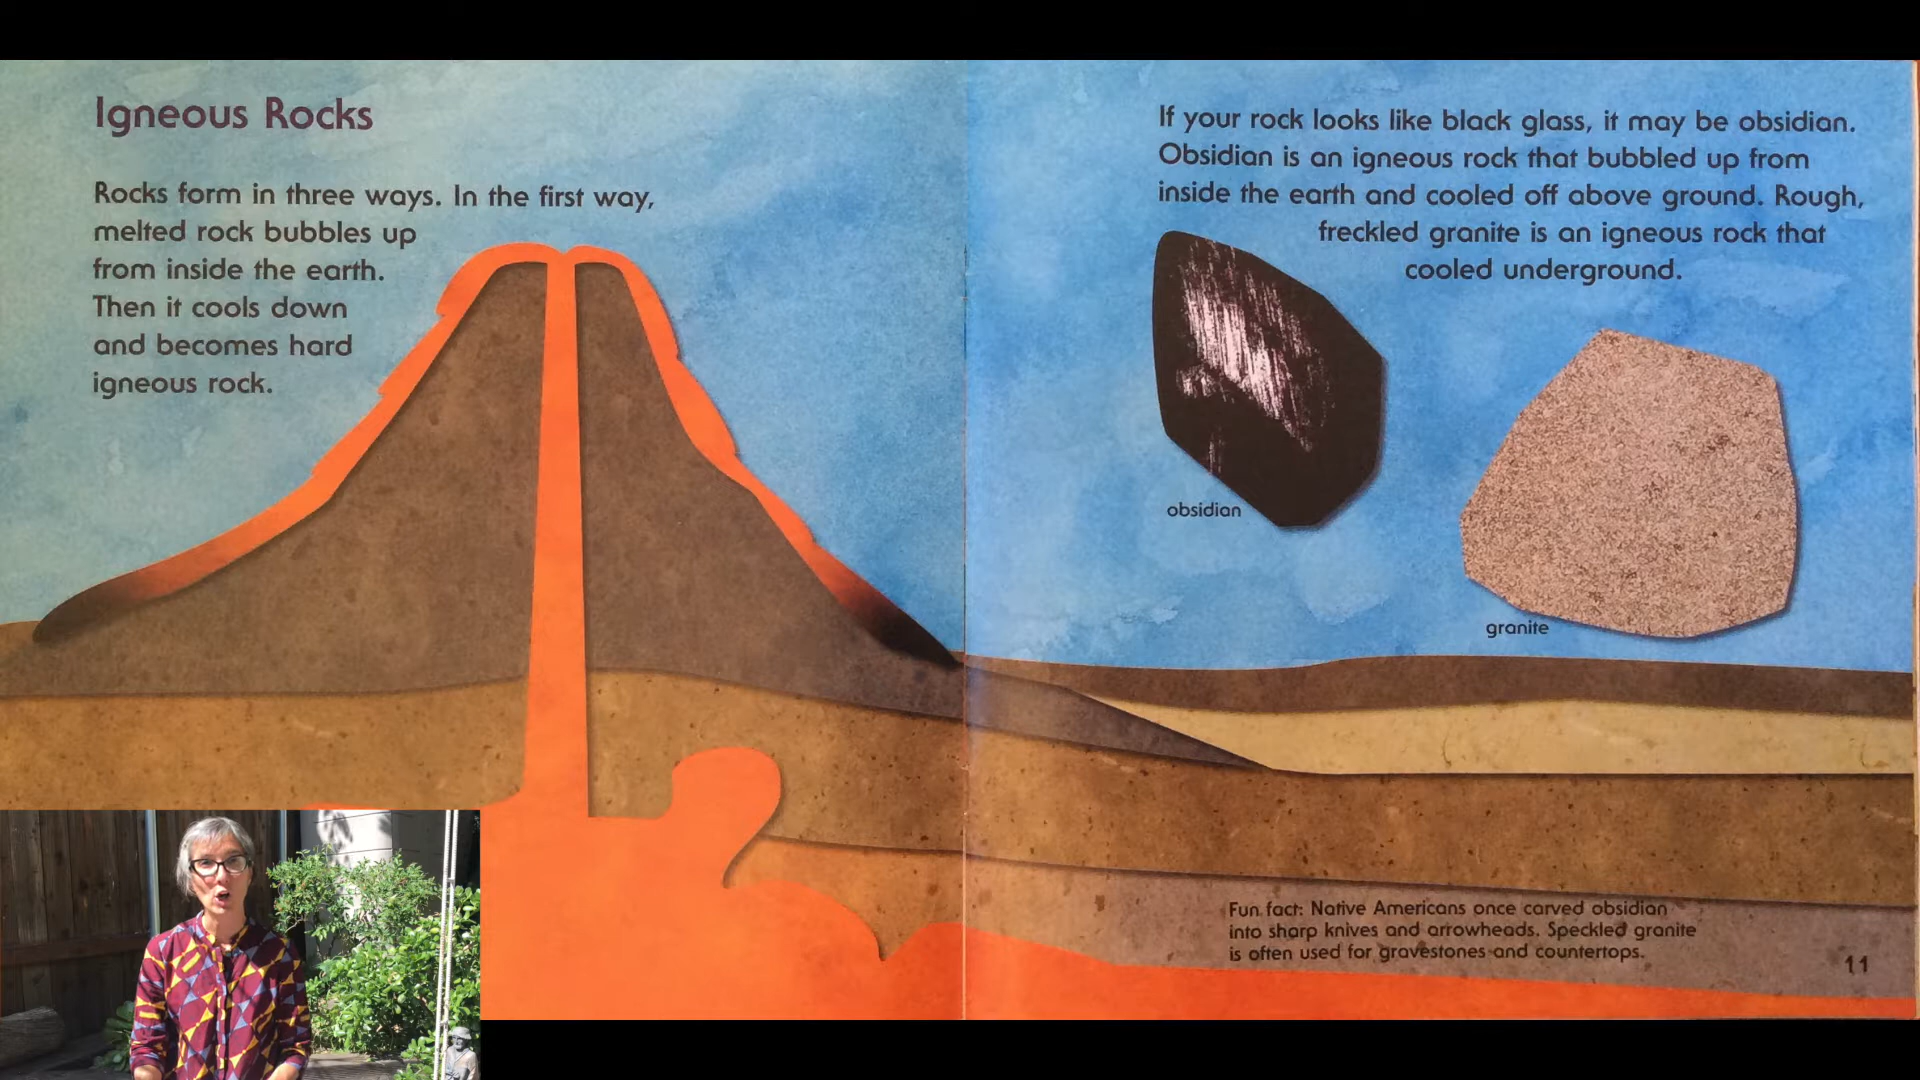 Igneous Rocks
Rocks form in three ways. In the first way,
melted rock bubbles up
from inside the earth.
Then it cools down
and becomes hard
igneous rock.
If your rock looks like black glass, it may be obsidian.
Obsidian is an igneous rock that bubbled up from
inside the earth and cooled off above ground. Rough,
freckled granite is an igneous rock that
cooled underground.
obsidian
granite
Fun fact: Native Americans once carved obsidian
into sharp knives and arrowheads. Speckled granite
is often used for gravestones and countertops.
11